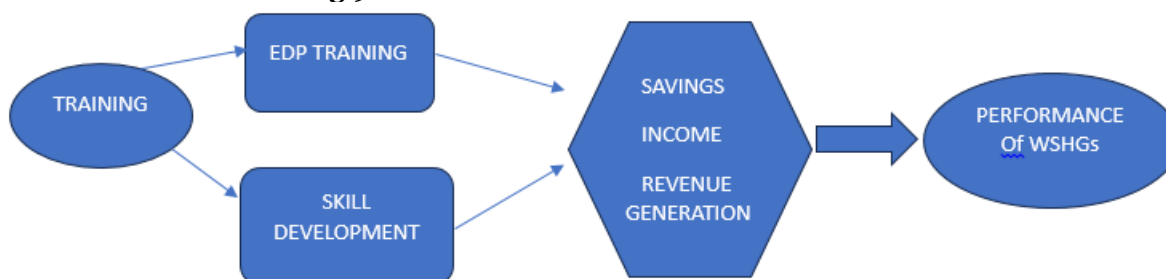 TRAINING
EDP TRAINING
SKILL
DEVELOPMENT
SAVINGS
INCOME
REVENUE
GENERATION
PERFORMANCE
Of WSHGs